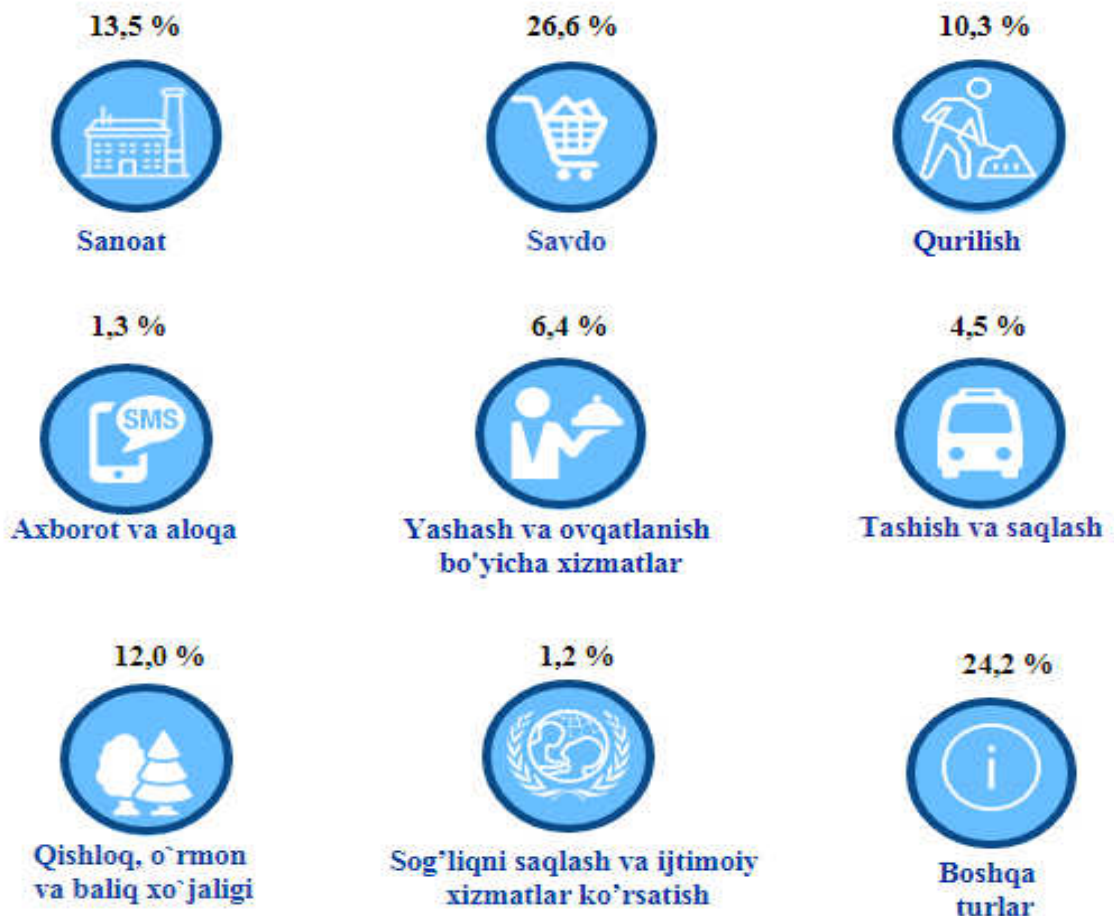 13,5 %
26,6 %
10,3 %
Sanoat
Savdo
Qurilish
1,3 %
6,4 %
4,5 %
SMS
Axborot va aloqa
Yashash va ovqatlanish
bo'yicha xizmatlar
Tashish va saqlash
12,0 %
1,2 %
24,2 %
i
Qishloq, o`rmon
va baliq xo`jaligi
Sog’liqni saqlash va ijtimoiy
xizmatlar ko’rsatish
Boshqa
turlar